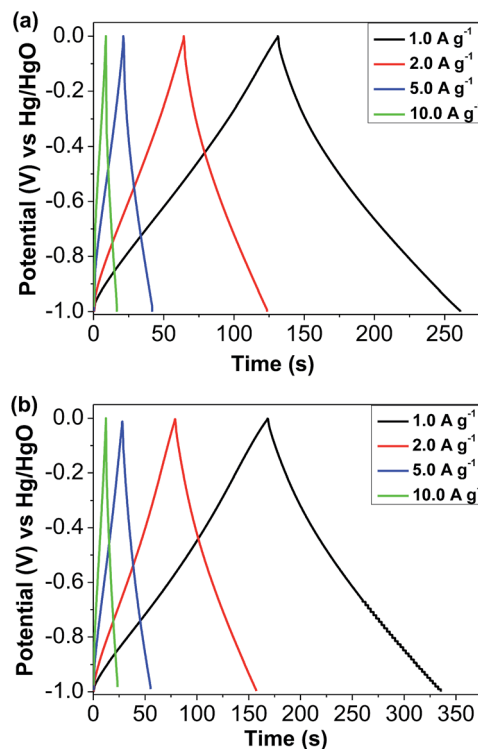 (a)
0.0
-0.2
-0.4
-0.6
-0.8
-1.0
Potential (V) vs Hg/HgO
1.0 A g⁻¹
2.0 A g⁻¹
5.0 A g⁻¹
10.0 A g⁻¹
0 50 100 150 200 250
Time (s)
(b)
0.0
-0.2
-0.4
-0.6
-0.8
-1.0
Potential (V) vs Hg/HgO
1.0 A g⁻¹
2.0 A g⁻¹
5.0 A g⁻¹
10.0 A g⁻
0 50 100 150 200 250 300 350
Time (s)